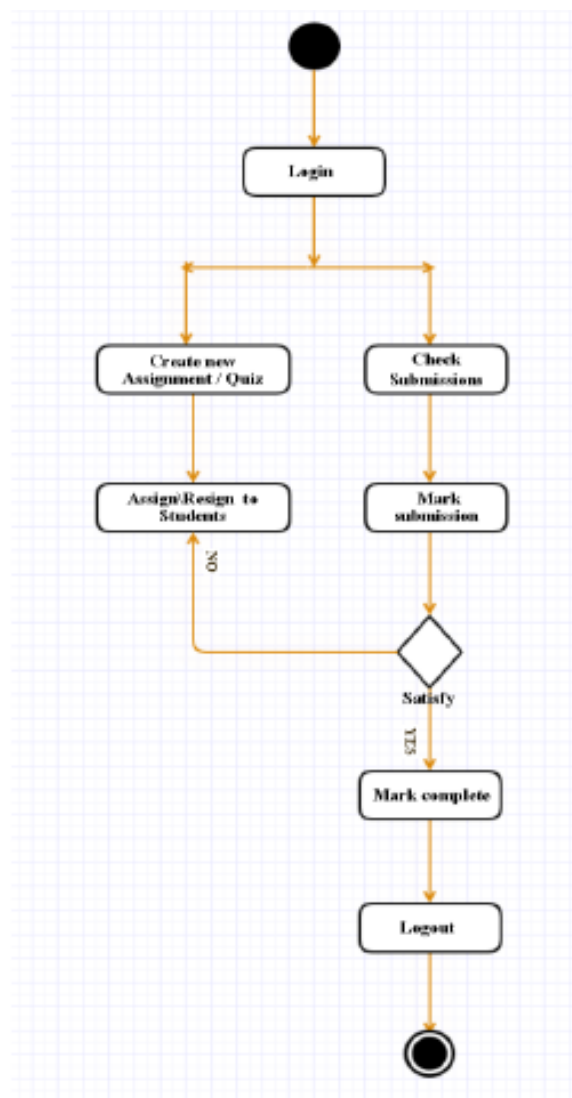 Login
Create new
Assignment / Quiz
Check
Submissions
Assign\Resign to
Students
Mark
submission
NO
Satisfy
YES
Mark complete
Logout